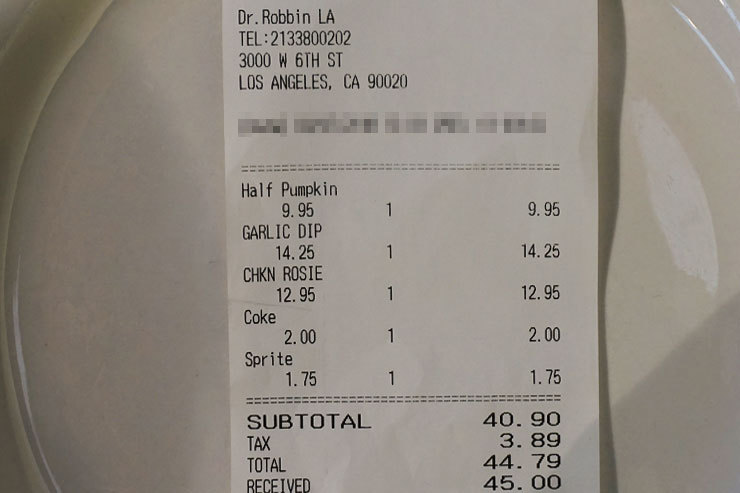 Dr.Robbin LA
TEL:2133800202
3000 W 6TH ST
LOS ANGELES, CA 90020
Half Pumpkin
9.95 1 9.95
GARLIC DIP
14.25 1 14.25
CHKN ROSIE
12.95 1 12.95
Coke
2.00 1 2.00
Sprite
1.75 1 1.75
SUBTOTAL 40.90
TAX 3.89
TOTAL 44.79
RECEIVED 45.00